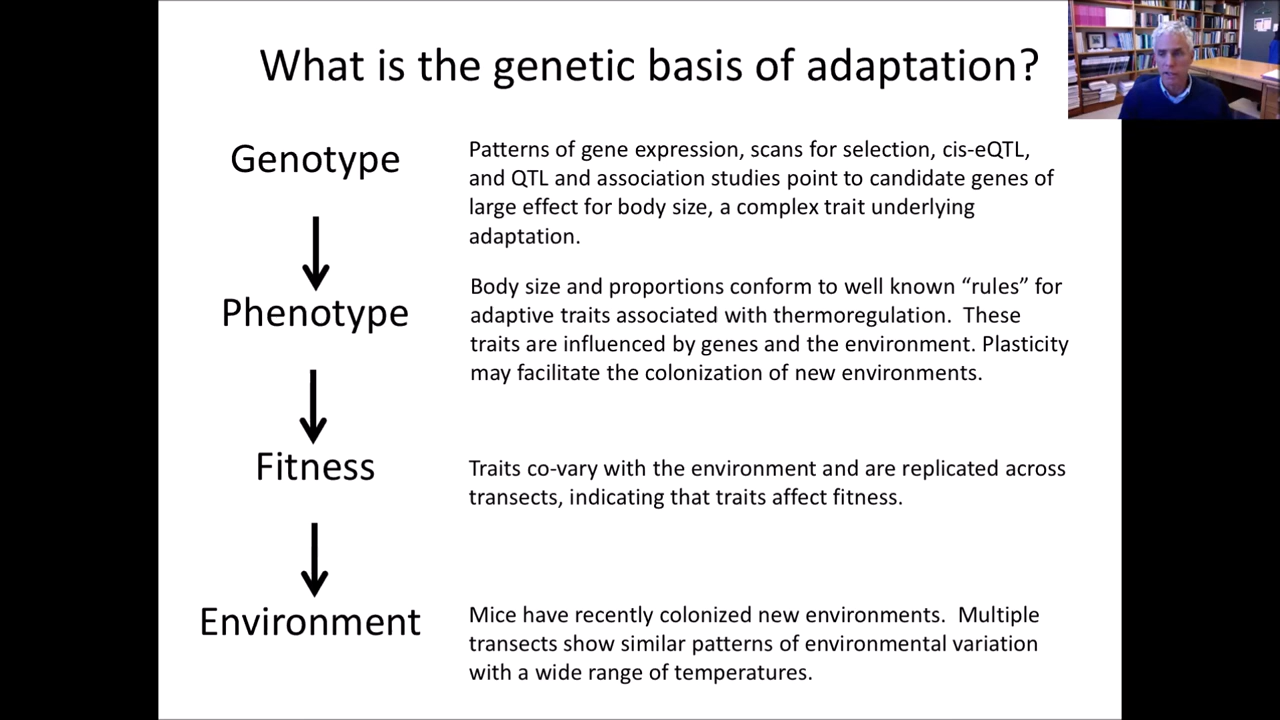 What is the genetic basis of adaptation?
Genotype
Patterns of gene expression, scans for selection, cis-eQTL,
and QTL and association studies point to candidate genes of
large effect for body size, a complex trait underlying
adaptation.
Phenotype
Body size and proportions conform to well known “rules” for
adaptive traits associated with thermoregulation.  These
traits are influenced by genes and the environment. Plasticity
may facilitate the colonization of new environments.
Fitness
Traits co-vary with the environment and are replicated across
transects, indicating that traits affect fitness.
Environment
Mice have recently colonized new environments.  Multiple
transects show similar patterns of environmental variation
with a wide range of temperatures.